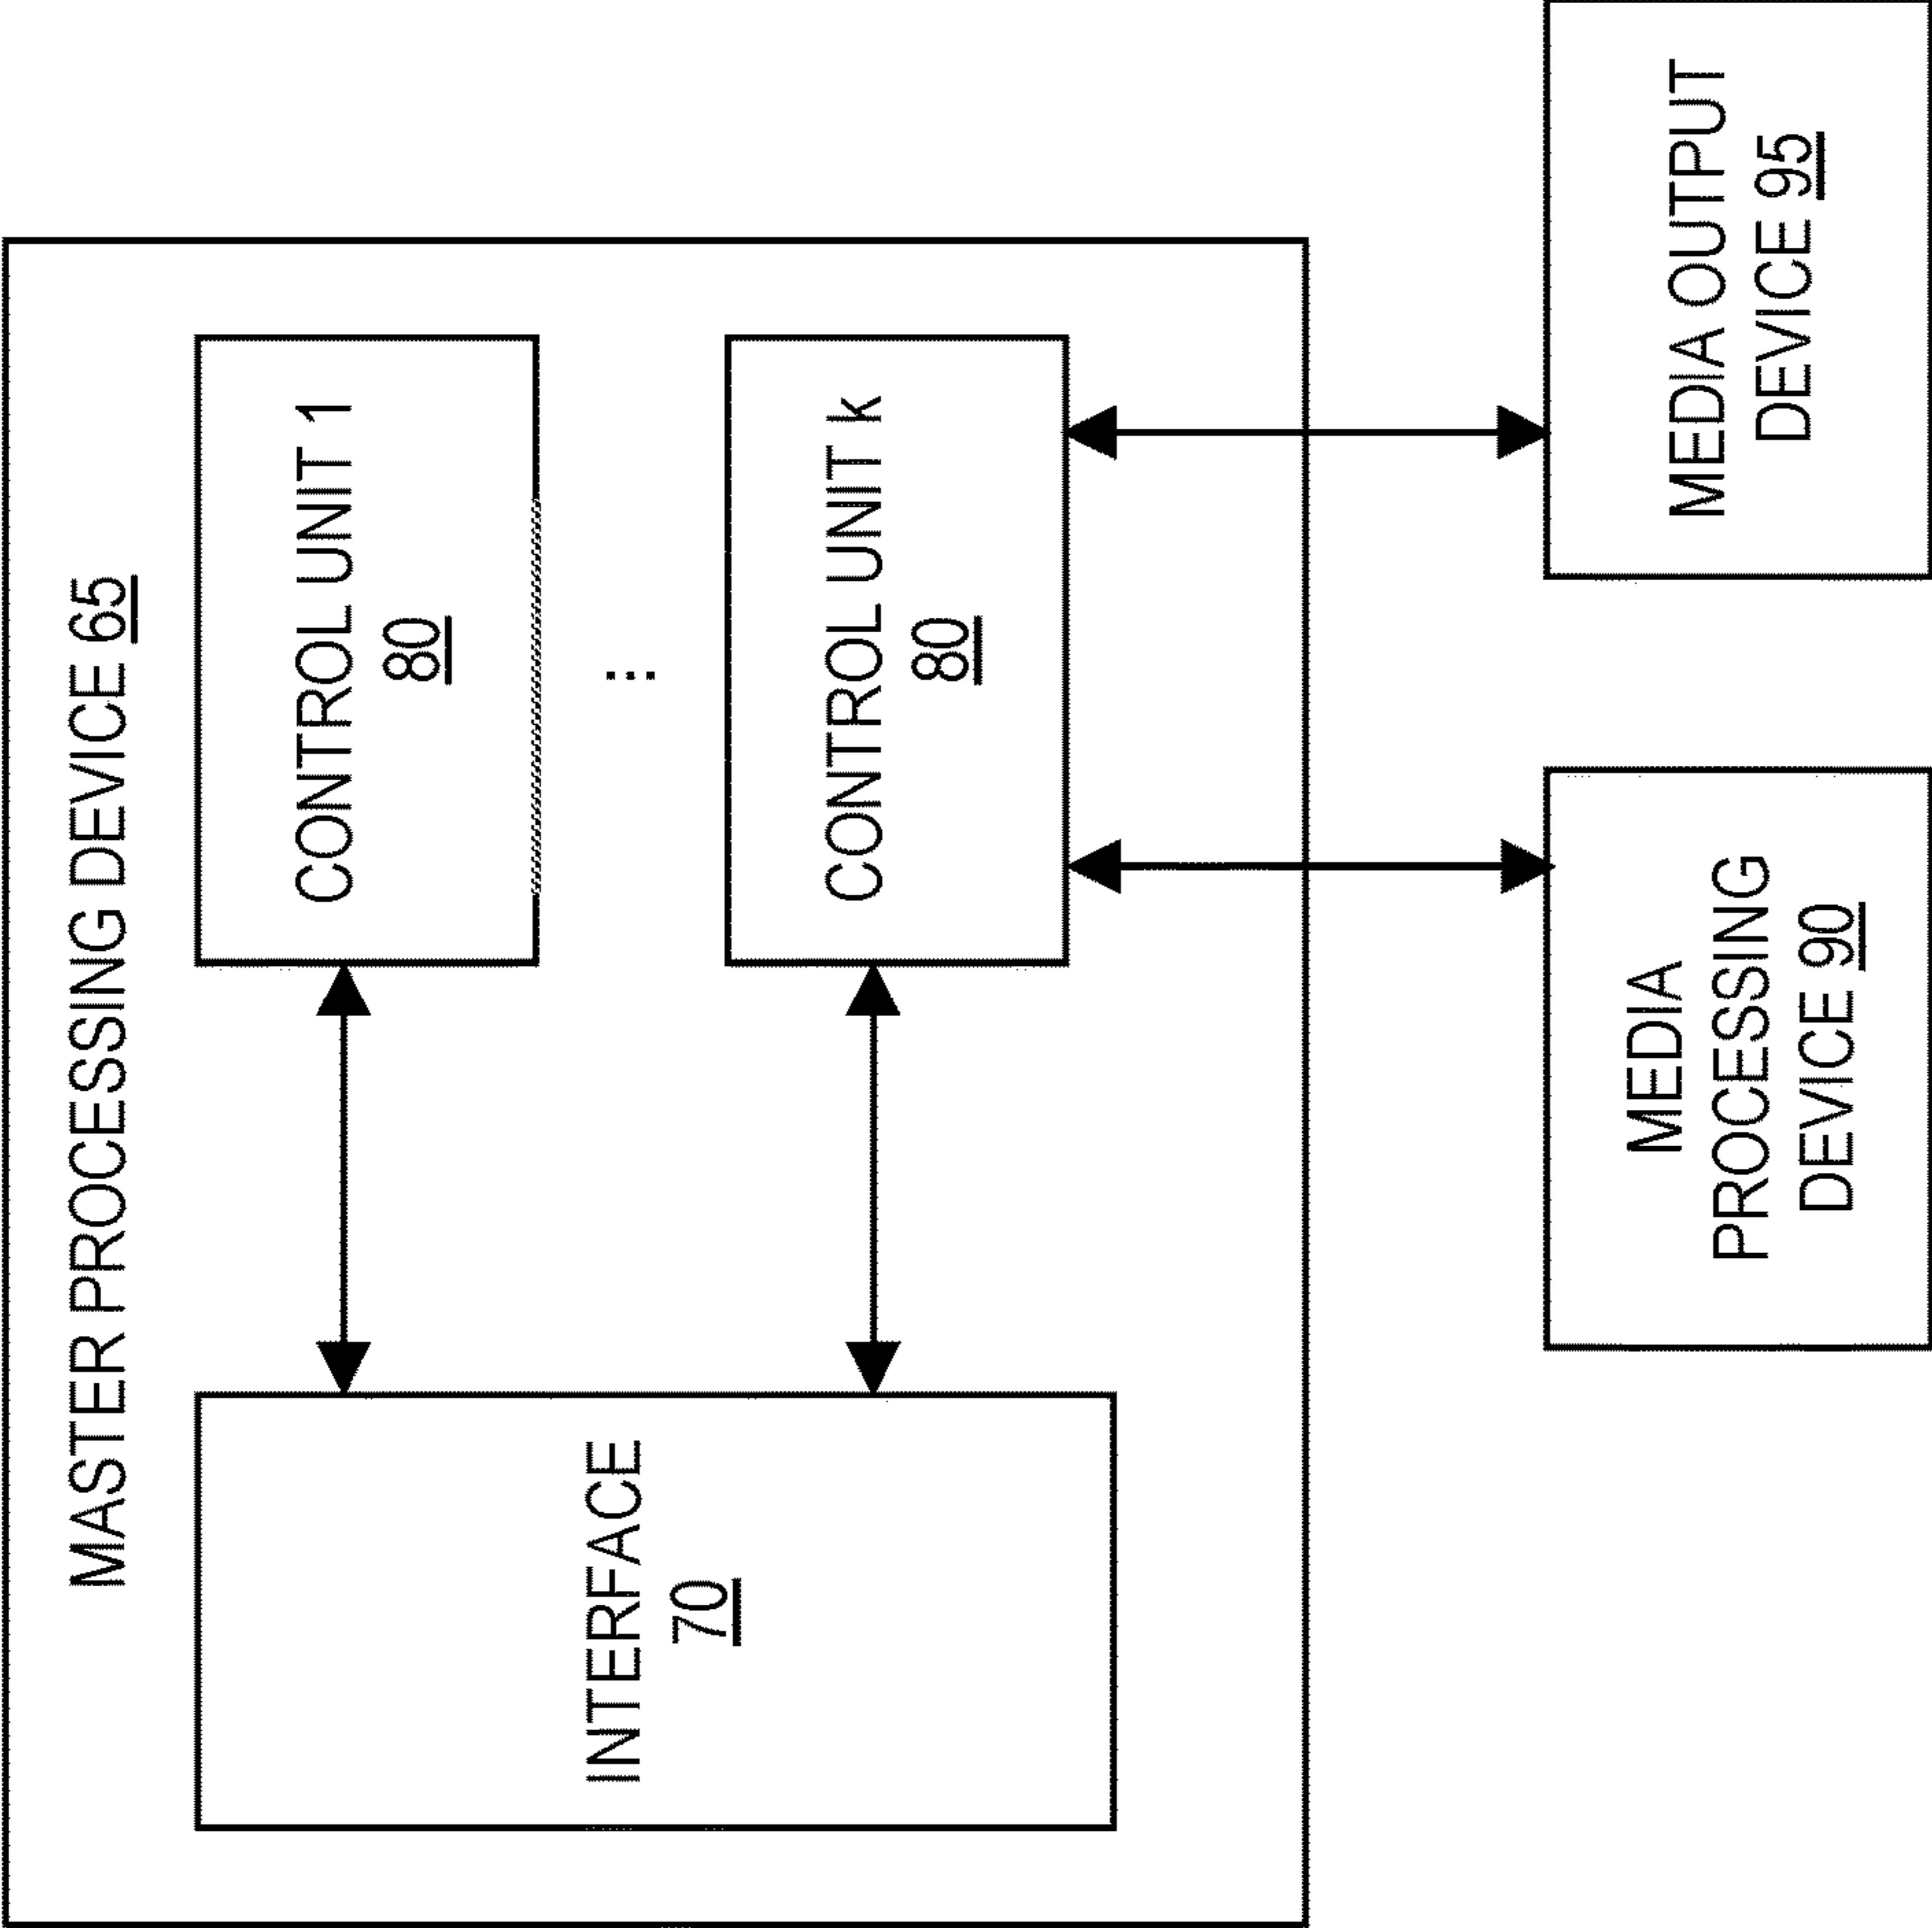 MASTER PROCESSING DEVICE 65
INTERFACE
70
CONTROL UNIT 1
80
...
CONTROL UNIT k
80
MEDIA
PROCESSING
DEVICE 90
MEDIA OUTPUT
DEVICE 95